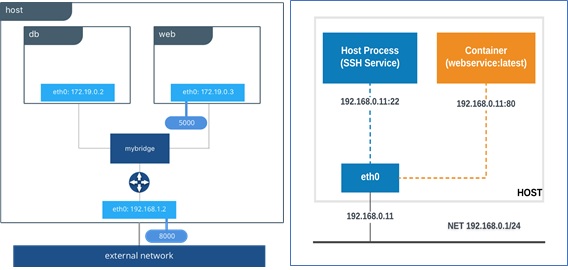 host
db
web
eth0: 172.19.0.2
eth0: 172.19.0.3
5000
mybridge
eth0: 192.168.1.2
8000
external network
Host Process
(SSH Service)
Container
(webservice:latest)
192.168.0.11:22
192.168.0.11:80
eth0
HOST
192.168.0.11
NET 192.168.0.1/24